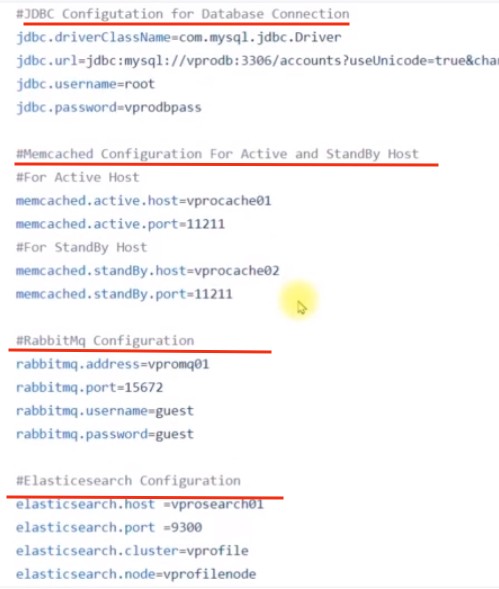 #JDBC Configutation for Database Connection
jdbc.driverClassName=com.mysql.jdbc.Driver
jdbc.url=jdbc:mysql://vprodb:3306/accounts?useUnicode=true&cha
jdbc.username=root
jdbc.password=vprodbpass
#Memcached Configuration For Active and StandBy Host
#For Active Host
memcached.active.host=vprocache01
memcached.active.port=11211
#For StandBy Host
memcached.standBy.host=vprocache02
memcached.standBy.port=11211
#RabbitMq Configuration
rabbitmq.address=vpromq01
rabbitmq.port=15672
rabbitmq.username=guest
rabbitmq.password=guest
#Elasticesearch Configuration
elasticsearch.host =vprosearch01
elasticsearch.port =9300
elasticsearch.cluster=vprofile
elasticsearch.node=vprofilenode